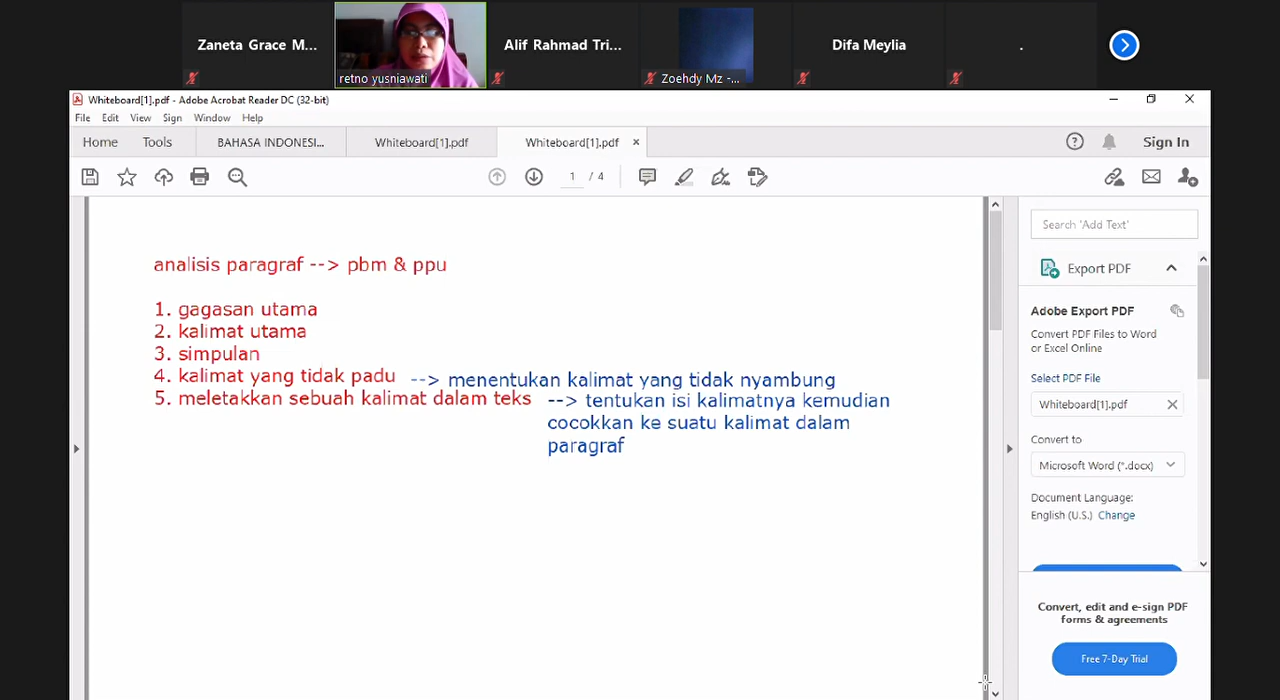 Zaneta Grace M...
retno yusniawati
Alif Rahmad Tri...
Zoehdy Mz -...
Difa Meylia
.
Whiteboard[1].pdf - Adobe Acrobat Reader DC (32-bit)
File Edit View Sign Window Help
Home Tools BAHASA INDONESI... Whiteboard[1].pdf Whiteboard[1].pdf × Sign In
1 / 4
analisis paragraf --> pbm & ppu
1. gagasan utama
2. kalimat utama
3. simpulan
4. kalimat yang tidak padu --> menentukan kalimat yang tidak nyambung
5. meletakkan sebuah kalimat dalam teks --> tentukan isi kalimatnya kemudian
cocokkan ke suatu kalimat dalam
paragraf
Search 'Add Text'
Export PDF
Adobe Export PDF
Convert PDF Files to Word
or Excel Online
Select PDF File
Whiteboard[1].pdf
Convert to
Microsoft Word (*.docx)
Document Language:
English (U.S.) Change
Convert, edit and e-sign PDF
forms & agreements
Free 7-Day Trial